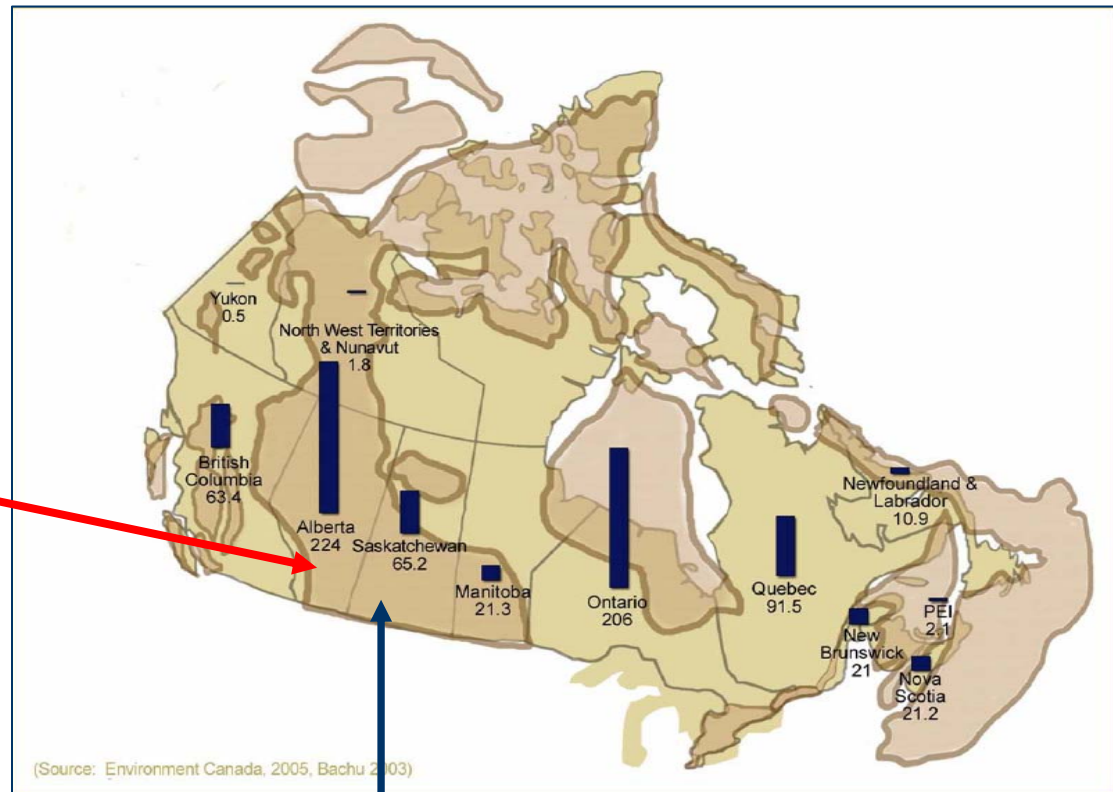 Yukon
0.5
North West Territories
& Nunavut
1.8
British
Columbia
63.4
Alberta
224
Saskatchewan
65.2
Manitoba
21.3
Ontario
206
Quebec
91.5
Newfoundland &
Labrador
10.9
PEI
2.1
New
Brunswick
21
Nova
Scotia
21.2
(Source: Environment Canada, 2005, Bachu 2003)